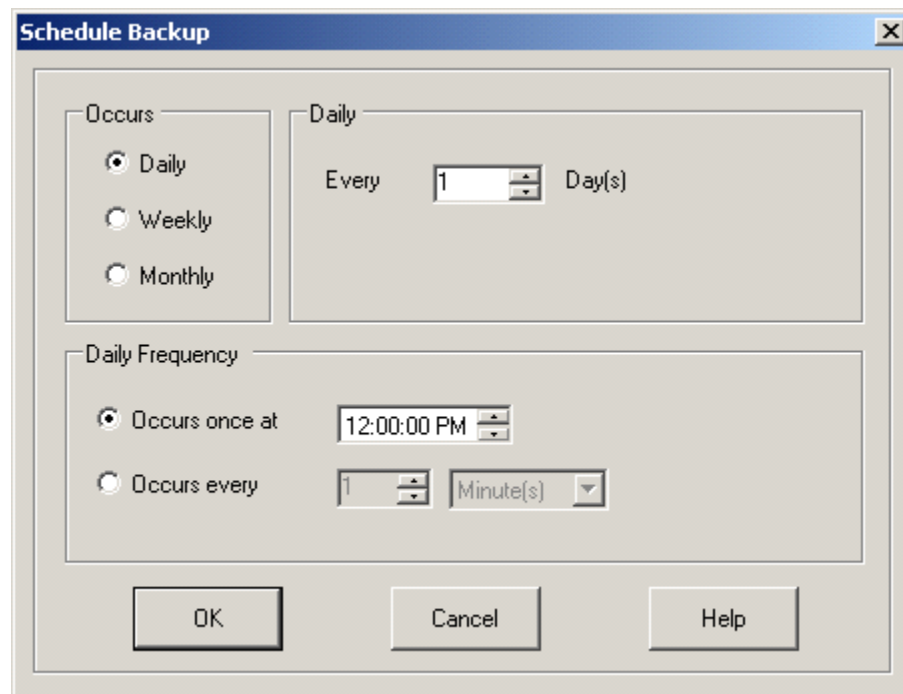 Schedule Backup
Occurs
Daily
Weekly
Monthly
Daily
Every 1 Day(s)
Daily Frequency
Occurs once at 12:00:00 PM
Occurs every 1 Minute(s)
OK Cancel Help